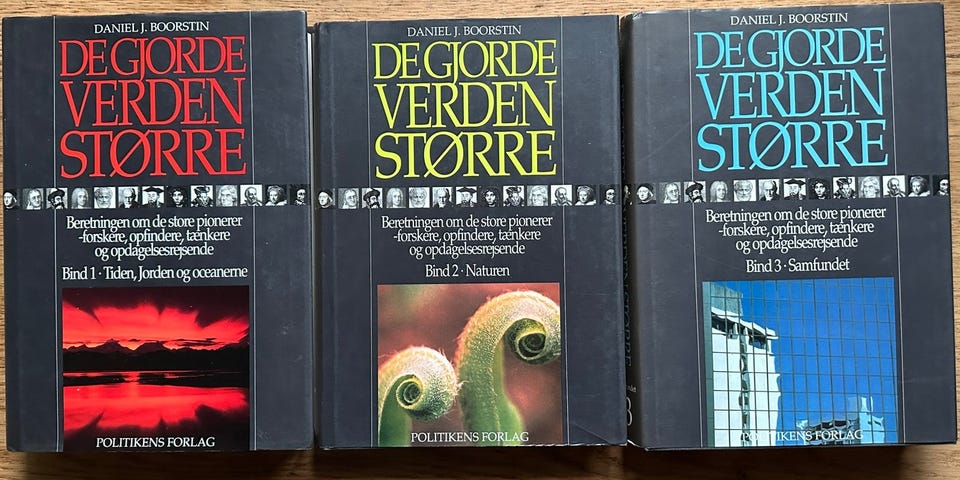 DANIEL J. BOORSTIN
DE GJORDE
VERDEN
STØRRE
Beretningen om de store pionerer
-forskere, opfindere, tænkere
og opdagelsesrejsende
Bind 1 · Tiden, Jorden og oceanerne
POLITIKENS FORLAG
DANIEL J. BOORSTIN
DE GJORDE
VERDEN
STØRRE
Beretningen om de store pionerer
-forskere, opfindere, tænkere
og opdagelsesrejsende
Bind 2 · Naturen
POLITIKENS FORLAG
DANIEL J. BOORSTIN
DE GJORDE
VERDEN
STØRRE
Beretningen om de store pionerer
-forskere, opfindere, tænkere
og opdagelsesrejsende
Bind 3 · Samfundet
POLITIKENS FORLAG